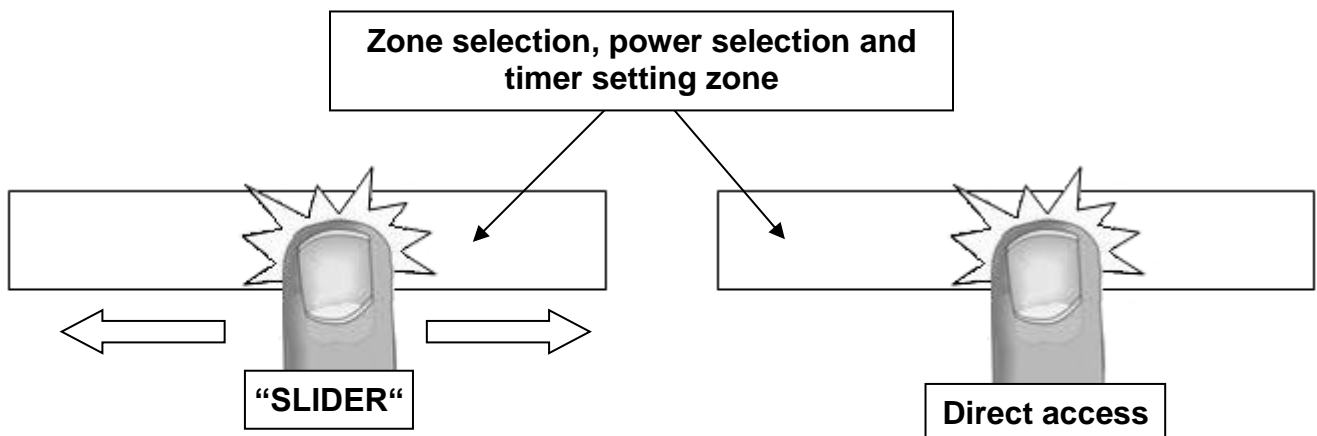 Zone selection, power selection and
timer setting zone
“SLIDER“
Direct access